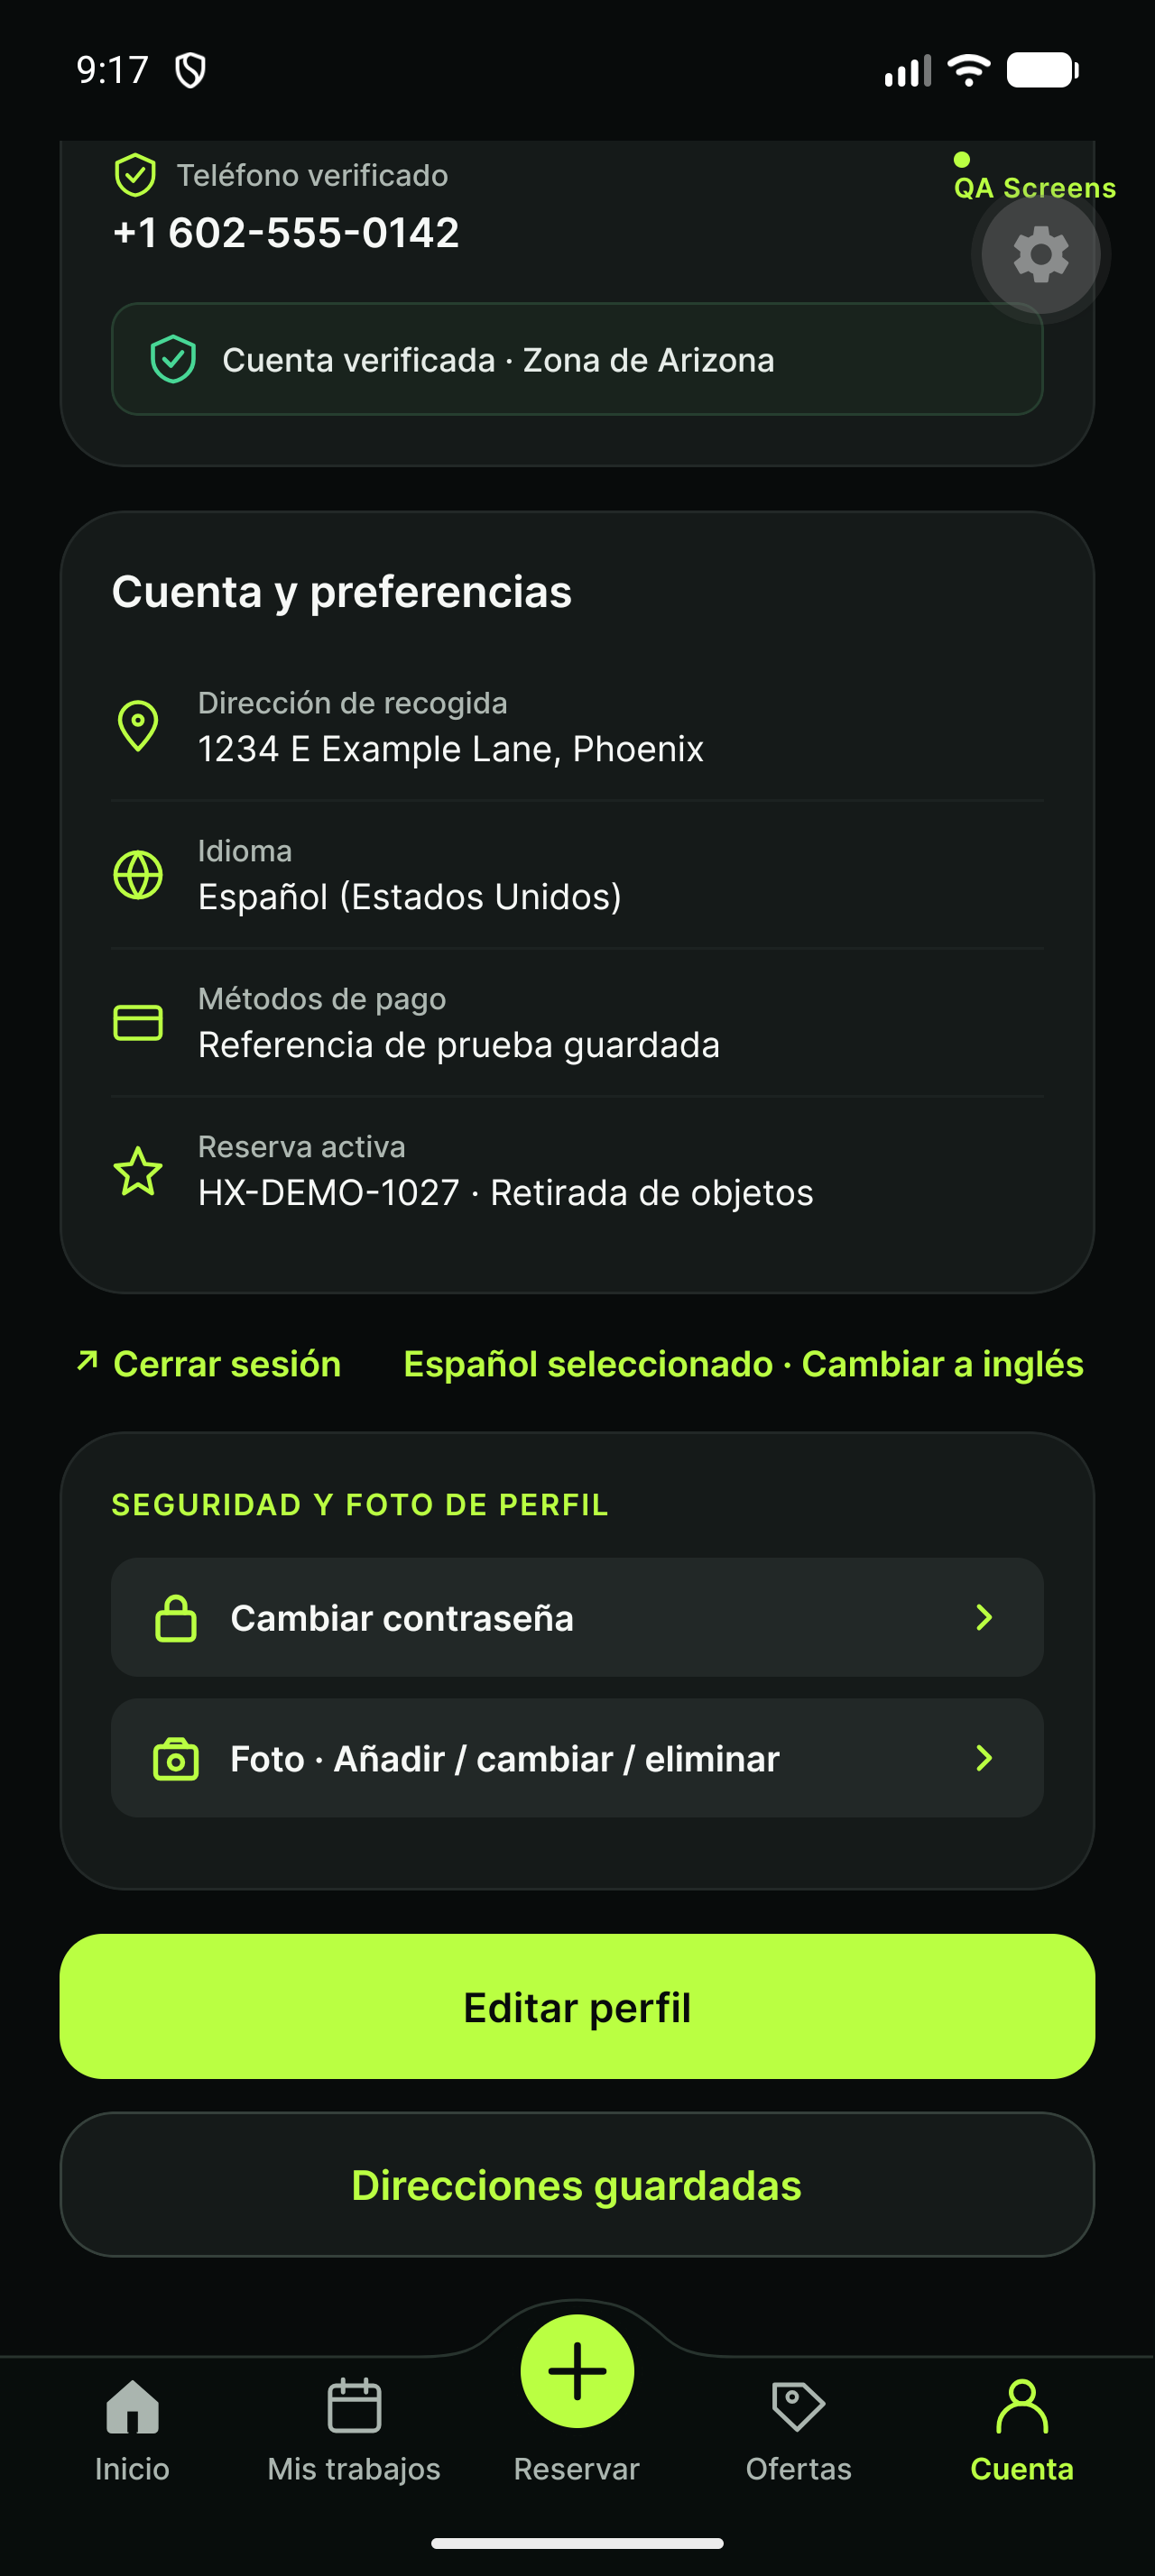 9:17
Teléfono verificado
QA Screens
+1 602-555-0142
Cuenta verificada · Zona de Arizona
Cuenta y preferencias
Dirección de recogida
1234 E Example Lane, Phoenix
Idioma
Español (Estados Unidos)
Métodos de pago
Referencia de prueba guardada
Reserva activa
HX-DEMO-1027 · Retirada de objetos
Cerrar sesión
Español seleccionado · Cambiar a inglés
SEGURIDAD Y FOTO DE PERFIL
Cambiar contraseña
Foto · Añadir / cambiar / eliminar
Editar perfil
Direcciones guardadas
Inicio
Mis trabajos
Reservar
Ofertas
Cuenta